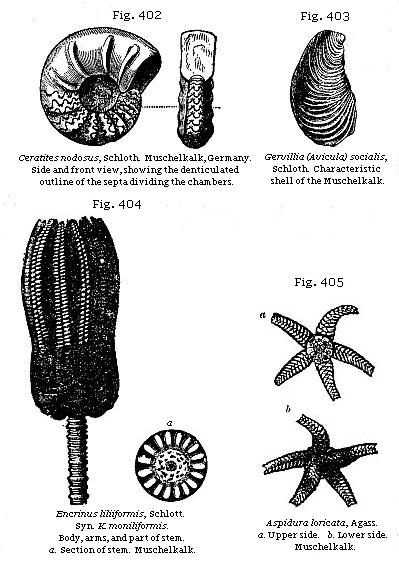 Fig. 402
Ceratites nodosus, Schloth. Muschelkalk, Germany.
Side and front view, showing the denticulated
outline of the septa dividing the chambers.
Fig. 403
Gervillia (Avicula) socialis,
Schloth. Characteristic
shell of the Muschelkalk.
Fig. 404
a
Encrinus liliiformis, Schlott.
Syn. K. moniliformis.
Body, arms, and part of stem.
a. Section of stem. Muschelkalk.
Fig. 405
a
b
Aspidura loricata, Agass.
a. Upper side. b. Lower side.
Muschelkalk.